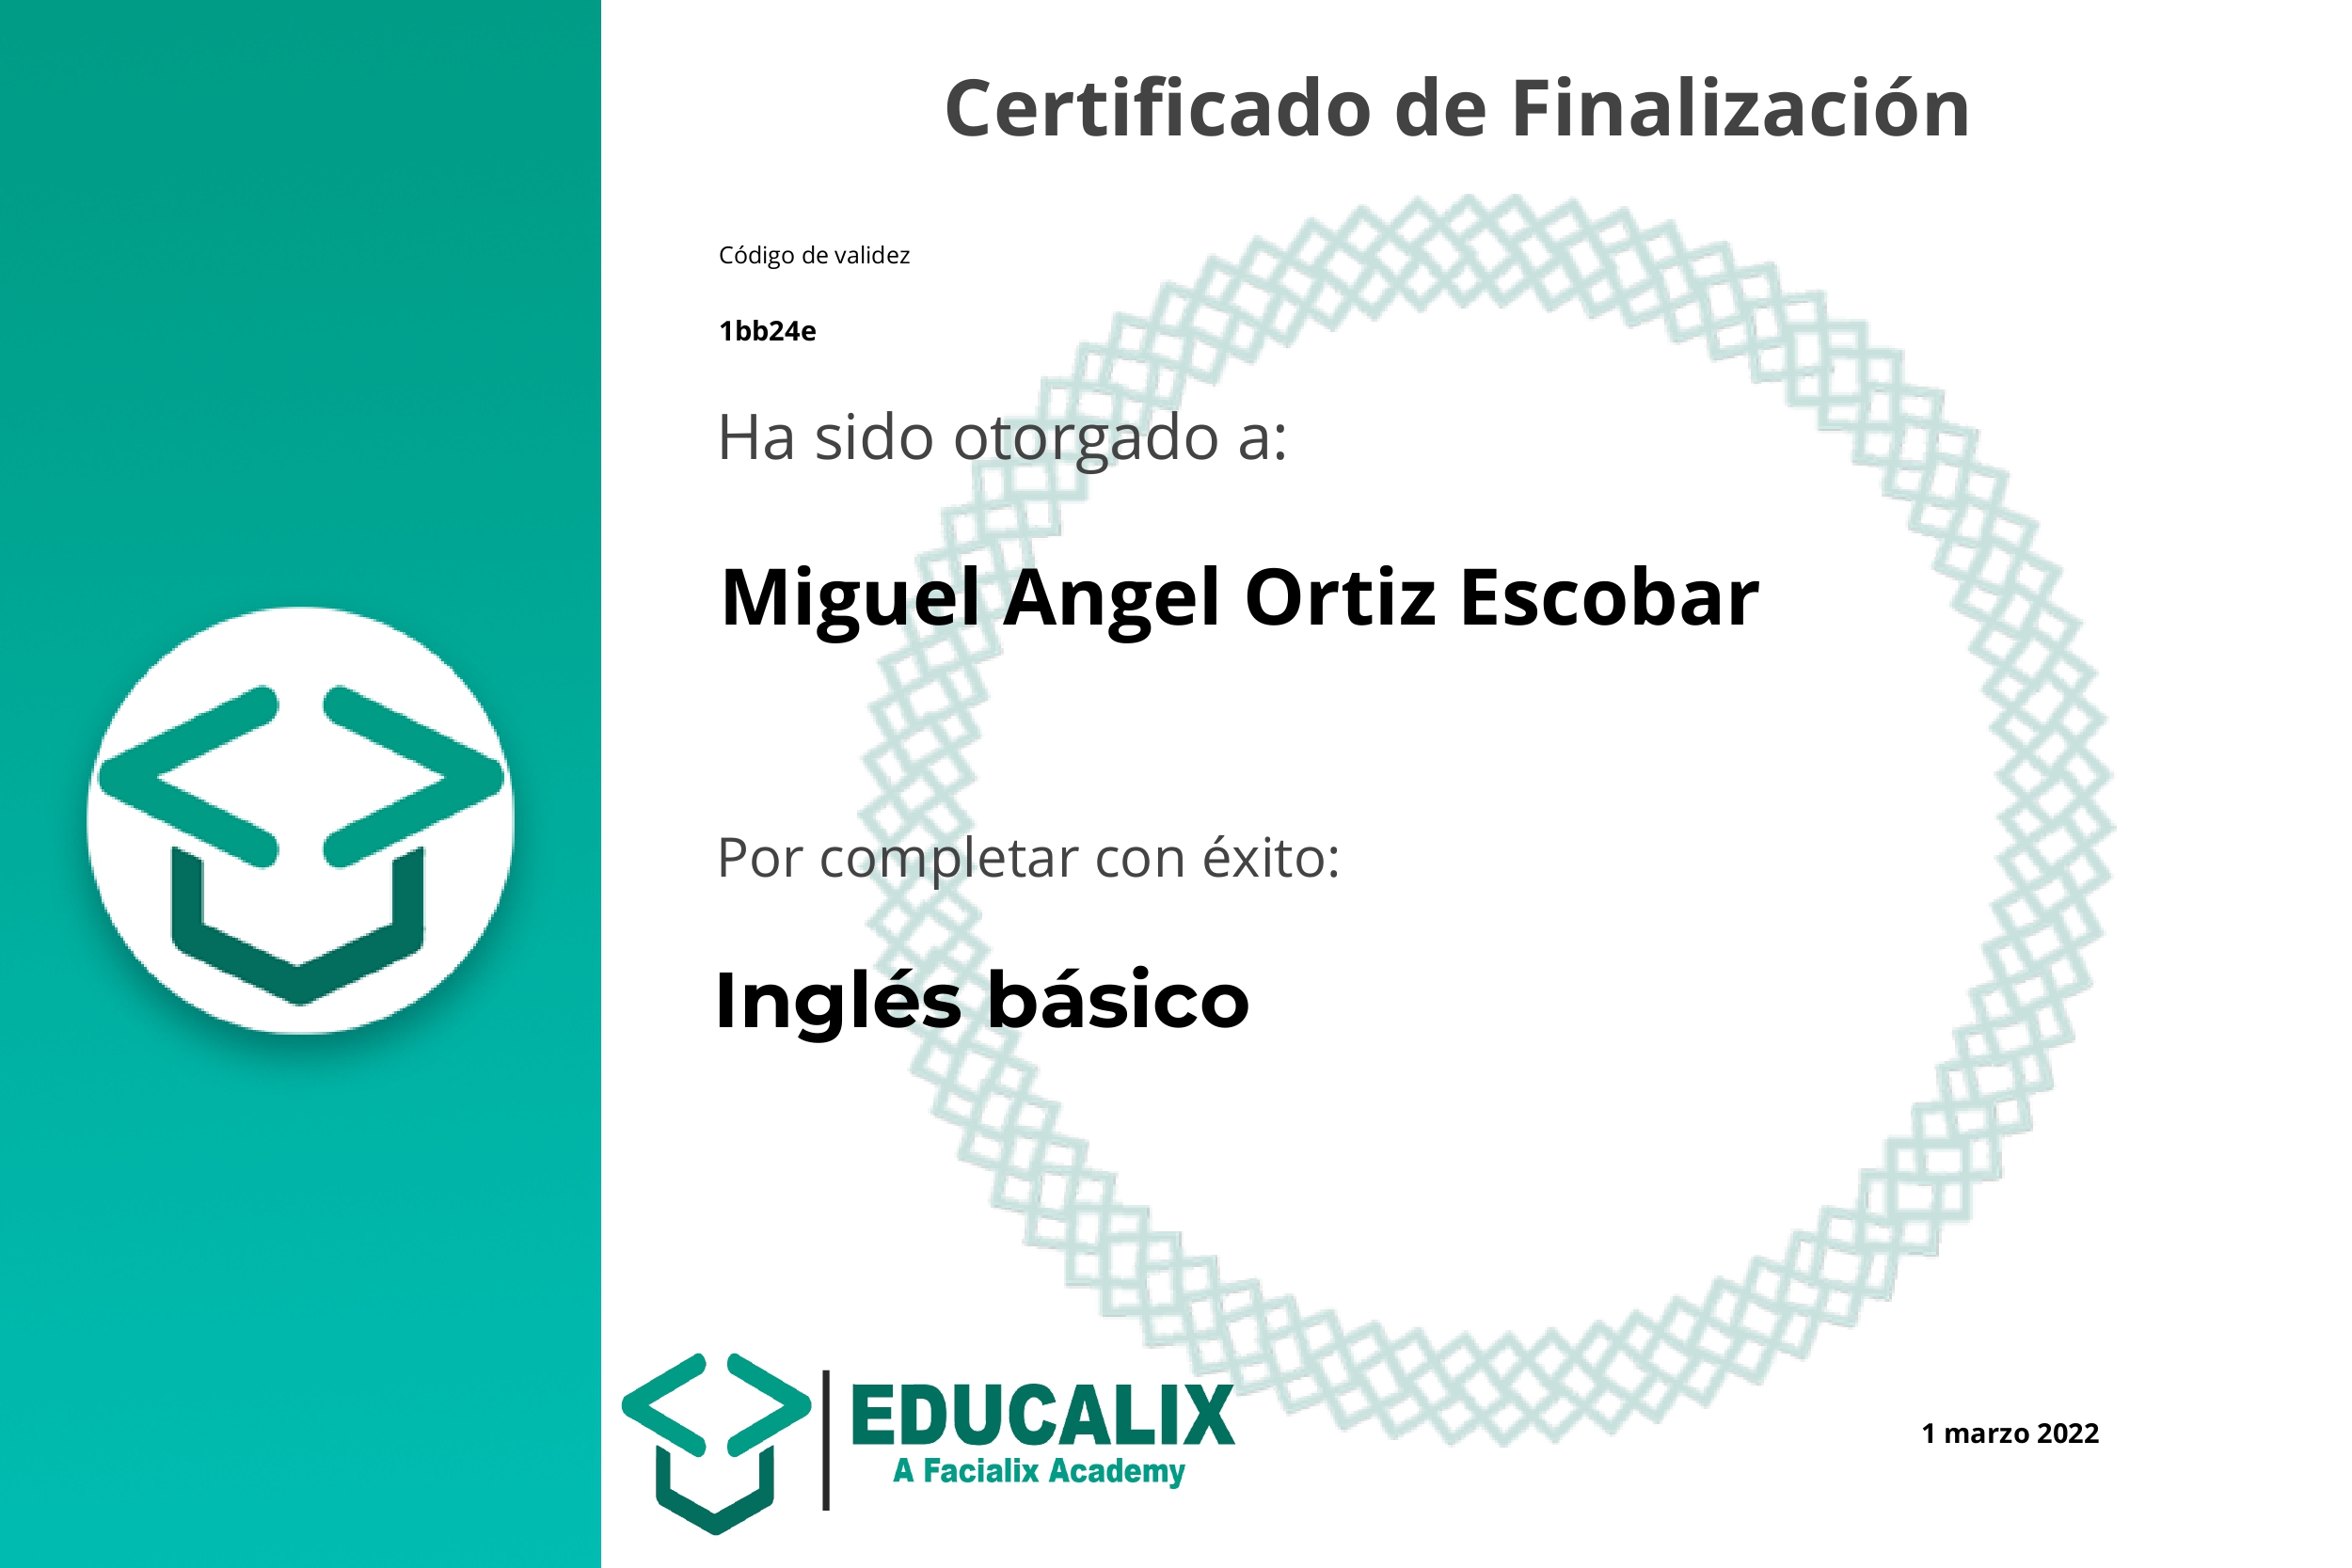 Certificado de Finalización
Código de validez
1bb24e
Ha sido otorgado a:
Miguel Angel Ortiz Escobar
Por completar con éxito:
Inglés básico
EDUCALIX
A Facialix Academy
1 marzo 2022